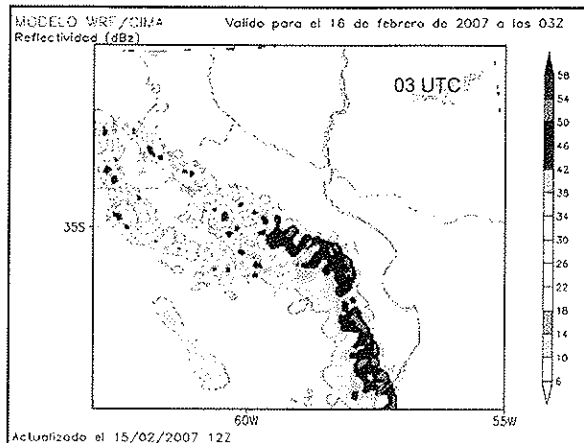 MODELO WRF/CIMA
Valido para el 16 de febrero de 2007 a las 03Z
Reflectividad (dBz)
03 UTC
58
54
50
46
42
38
34
30
26
22
18
14
10
6
35S
60W
55W
Actualizado el 15/02/2007 12Z